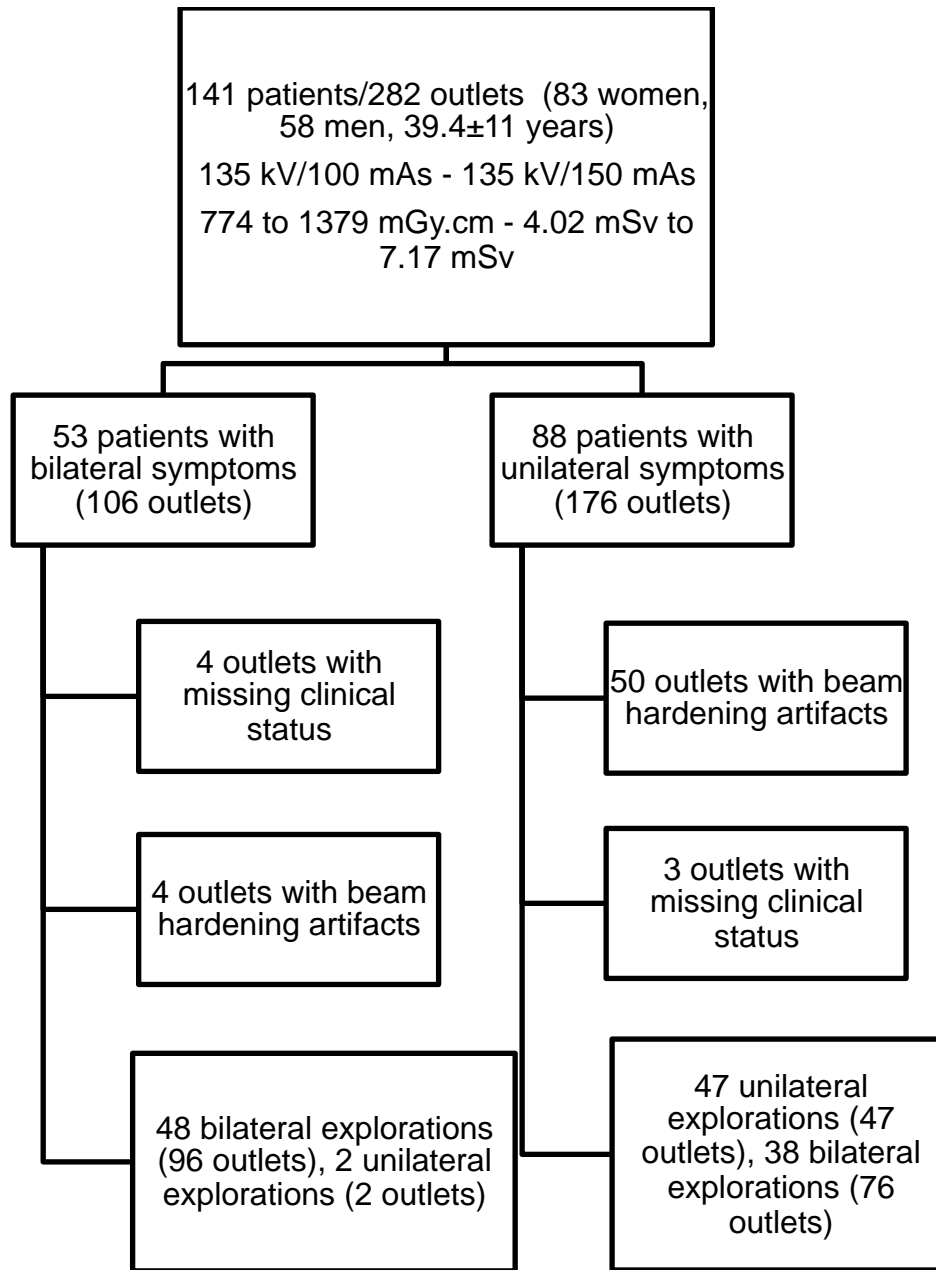 141 patients/282 outlets (83 women,
58 men, 39.4±11 years)
135 kV/100 mAs - 135 kV/150 mAs
774 to 1379 mGy.cm - 4.02 mSv to
7.17 mSv
53 patients with
bilateral symptoms
(106 outlets)
88 patients with
unilateral symptoms
(176 outlets)
4 outlets with
missing clinical
status
50 outlets with beam
hardening artifacts
4 outlets with beam
hardening artifacts
3 outlets with
missing clinical
status
48 bilateral explorations
(96 outlets), 2 unilateral
explorations (2 outlets)
47 unilateral
explorations (47
outlets), 38 bilateral
explorations (76
outlets)